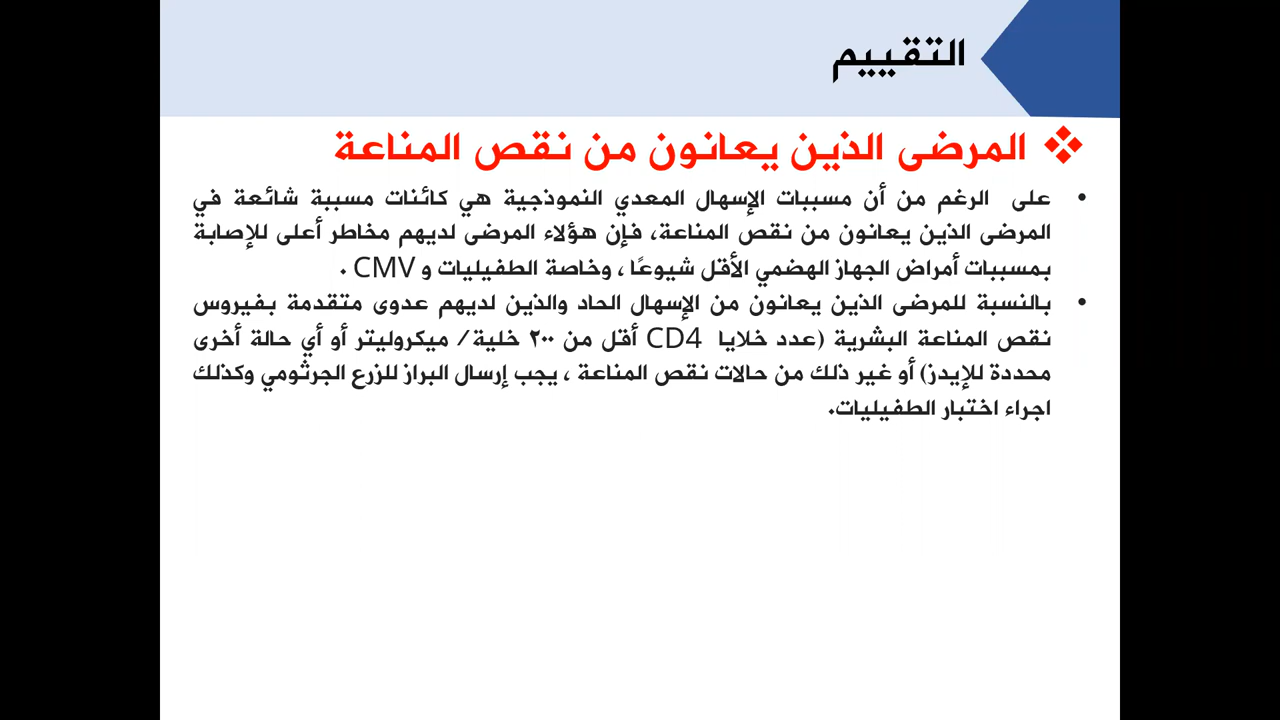 التقييم
❖ المرضى الذين يعانون من نقص المناعة
• على الرغم من أن مسببات الإسهال المعدي النموذجية هي كائنات مسببة شائعة في
المرضى الذين يعانون من نقص المناعة، فإن هؤلاء المرضى لديهم مخاطر أعلى للإصابة
بمسببات أمراض الجهاز الهضمي الأقل شيوعًا ، وخاصة الطفيليات و CMV .
• بالنسبة للمرضى الذين يعانون من الإسهال الحاد والذين لديهم عدوى متقدمة بفيروس
نقص المناعة البشرية (عدد خلايا CD4 أقل من ٢٠٠ خلية/ ميكروليتر أو أي حالة أخرى
محددة للإيدز) أو غير ذلك من حالات نقص المناعة ، يجب إرسال البراز للزرع الجرثومي وكذلك
اجراء اختبار الطفيليات.